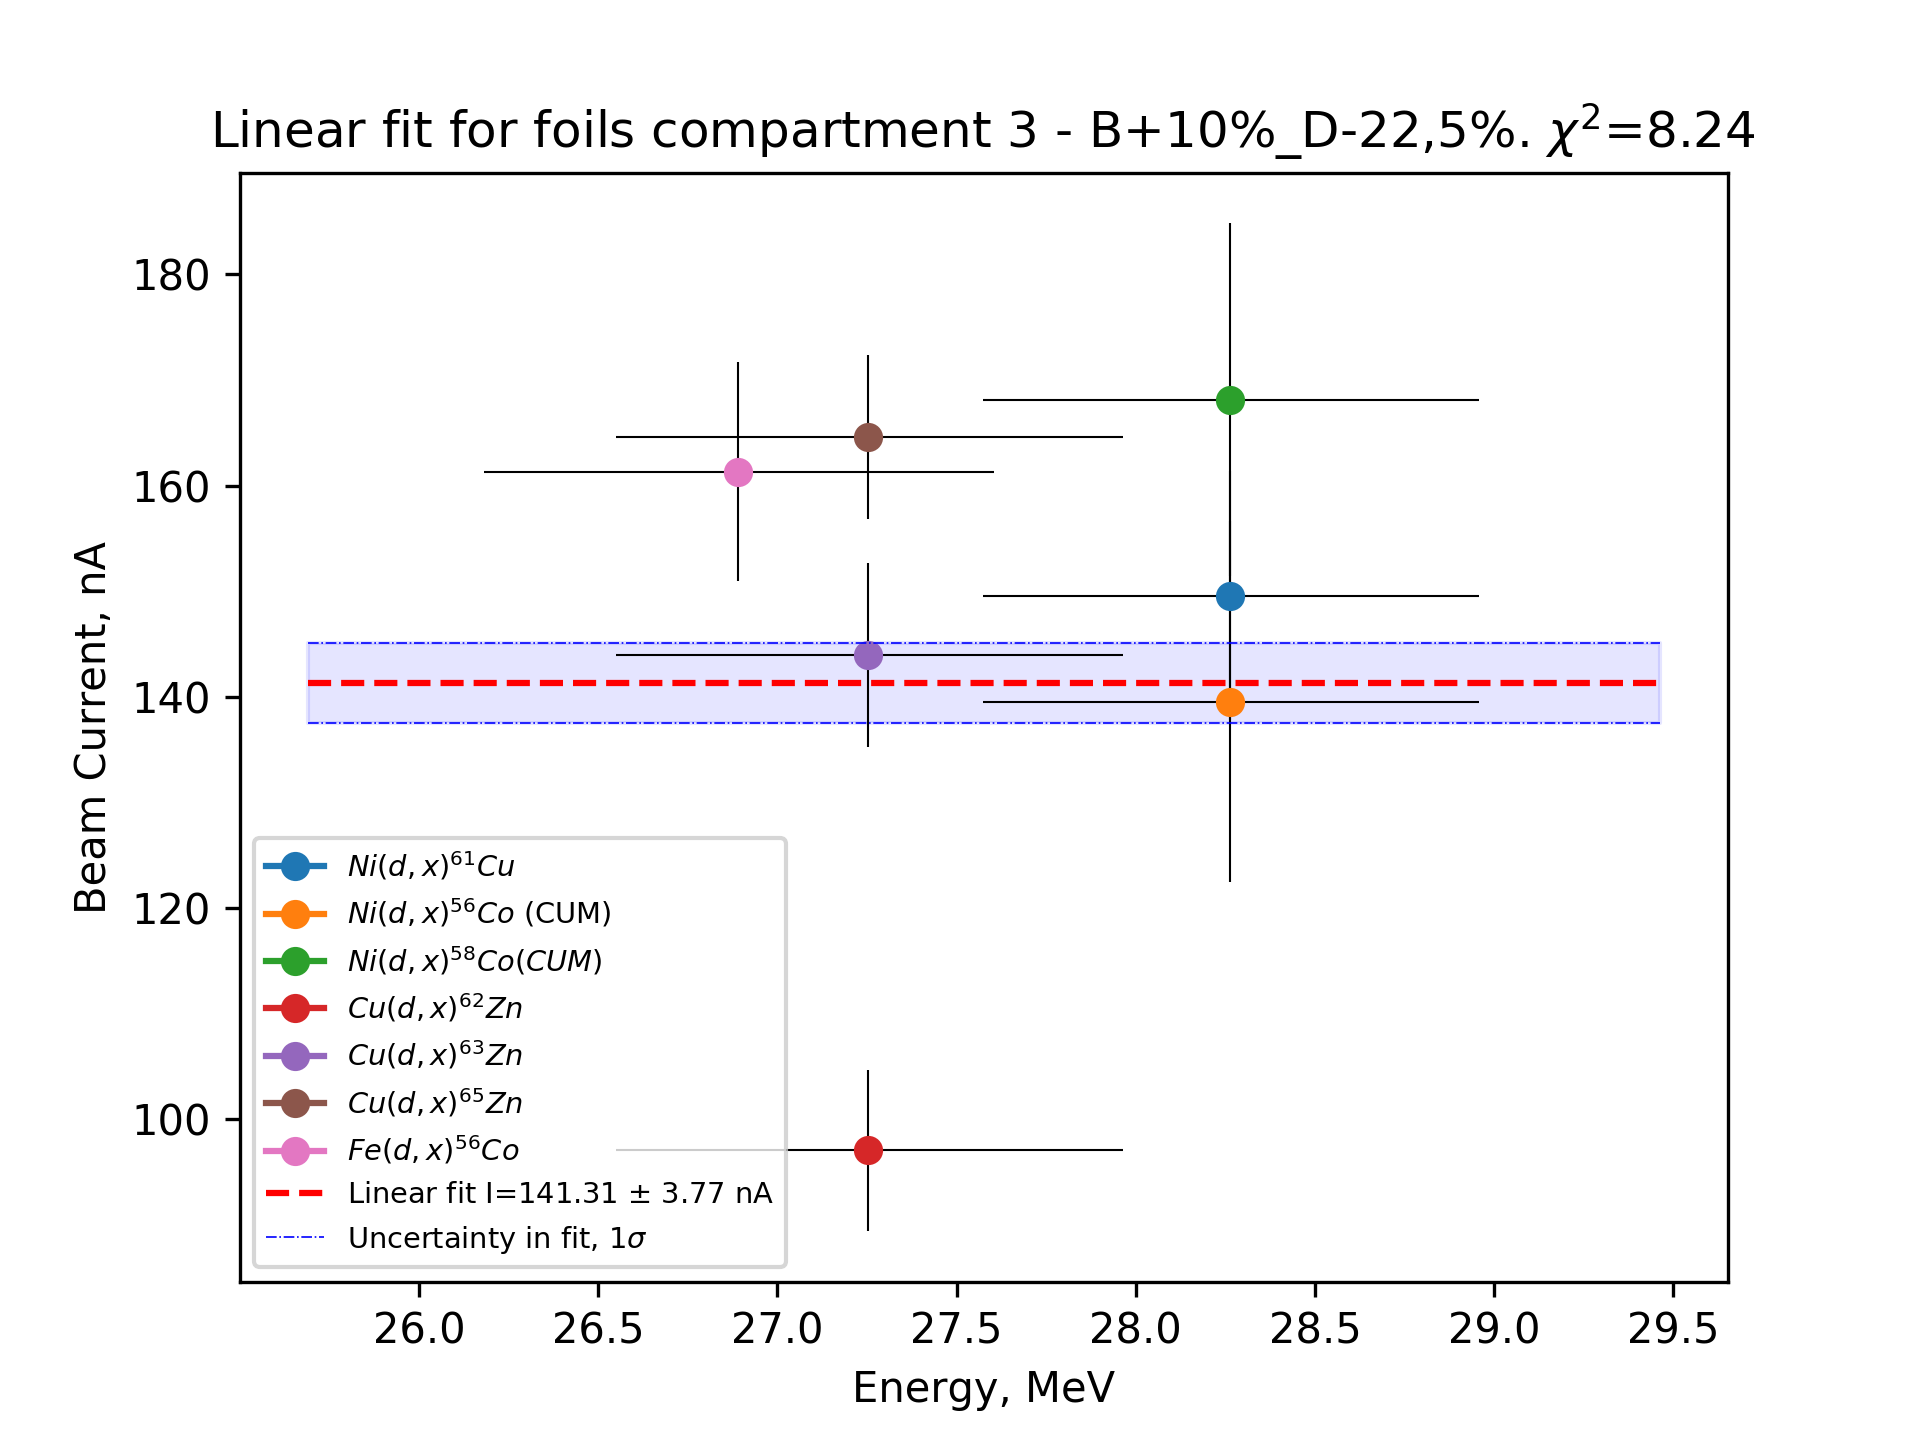 Linear fit for foils compartment 3 - B+10%_D-22,5%. χ²=8.24
Beam Current, nA
180
160
140
120
100
Ni(d, x)⁶¹Cu
Ni(d, x)⁵⁶Co (CUM)
Ni(d, x)⁵⁸Co(CUM)
Cu(d, x)⁶²Zn
Cu(d, x)⁶³Zn
Cu(d, x)⁶⁵Zn
Fe(d, x)⁵⁶Co
Linear fit I=141.31 ± 3.77 nA
Uncertainty in fit, 1σ
26.0 26.5 27.0 27.5 28.0 28.5 29.0 29.5
Energy, MeV